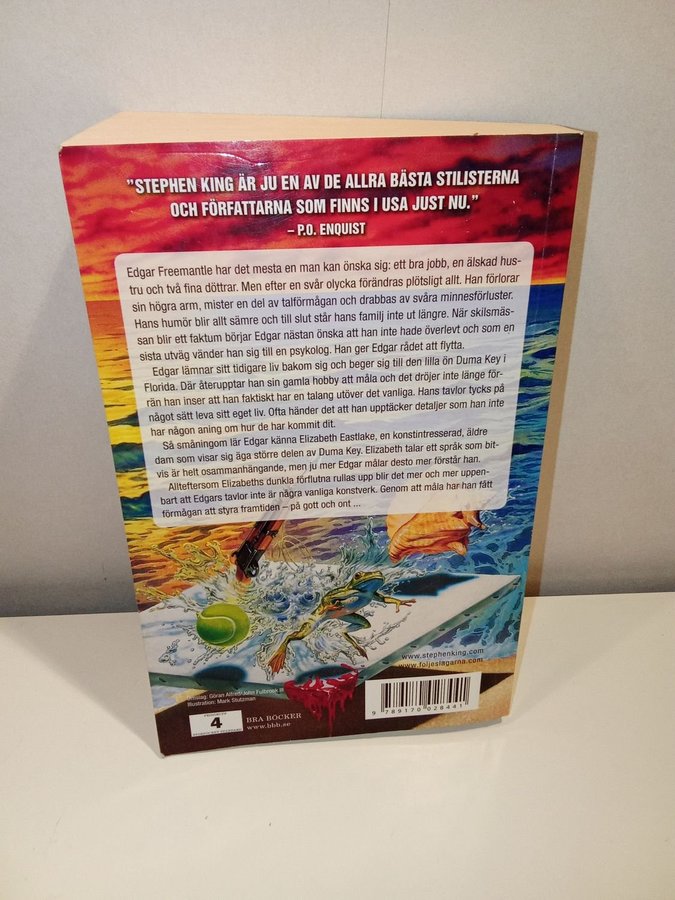 ”STEPHEN KING ÄR JU EN AV DE ALLRA BÄSTA STILISTERNA
OCH FÖRFATTARNA SOM FINNS I USA JUST NU.”
– P.O. ENQUIST
Edgar Freemantle har det mesta en man kan önska sig: ett bra jobb, en älskad hus-
tru och två fina döttrar. Men efter en svår olycka förändras plötsligt allt. Han förlorar
sin högra arm, mister en del av talförmågan och drabbas av svåra minnesförluster.
Hans humör blir allt sämre och till slut står hans familj inte ut längre. När skilsmäs-
san blir ett faktum börjar Edgar nästan önska att han inte hade överlevt och som en
sista utväg vänder han sig till en psykolog. Han ger Edgar rådet att flytta.
Edgar lämnar sitt tidigare liv bakom sig och beger sig till den lilla ön Duma Key i
Florida. Där återupptar han sin gamla hobby att måla och det dröjer inte länge för-
rän han inser att han faktiskt har en talang utöver det vanliga. Hans tavlor tycks på
något sätt leva sitt eget liv. Ofta händer det att han upptäcker detaljer som han inte
har någon aning om hur de har kommit dit.
Så småningom lär Edgar känna Elizabeth Eastlake, en konstintresserad, äldre
dam som visar sig äga större delen av Duma Key. Elizabeth talar ett språk som bit-
vis är helt osammanhängande, men ju mer Edgar målar desto mer förstår han.
Allteftersom Elizabeths dunkla förflutna rullas upp blir det mer och mer uppen-
bart att Edgars tavlor inte är några vanliga konstverk. Genom att måla har han fått
förmågan att styra framtiden – på gott och ont ...
www.stephenking.com
www.foljeslagarna.com
Omslag: Göran Alfred/John Fulbrook III
Illustration: Mark Stutzman
4
BRA BÖCKER
www.bbb.se
9 789170 028441